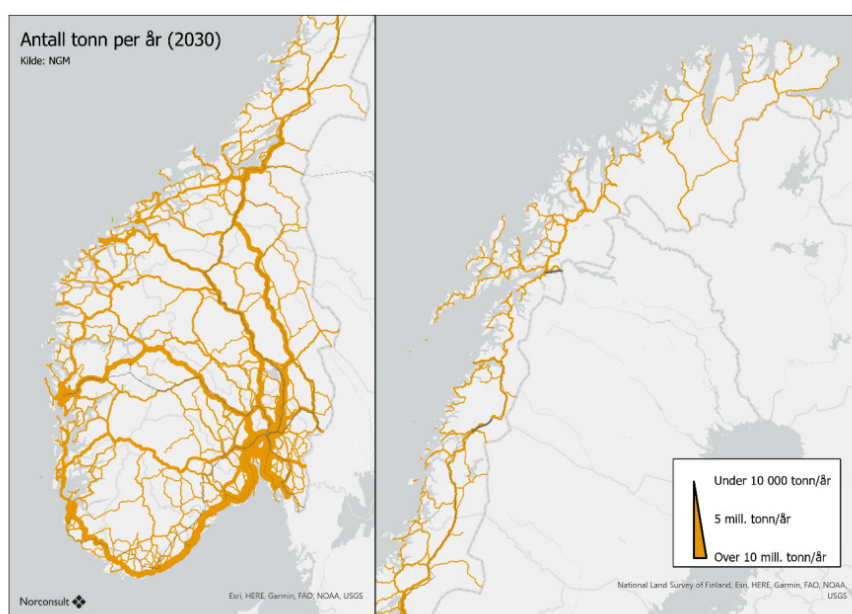 Antall tonn per år (2030)
Kilde: NGM
Under 10 000 tonn/år
5 mill. tonn/år
Over 10 mill. tonn/år
Norconsult
Esri, HERE, Garmin, FAO, NOAA, USGS
National Land Survey of Finland, Esri, HERE, Garmin, FAO, NOAA,
USGS